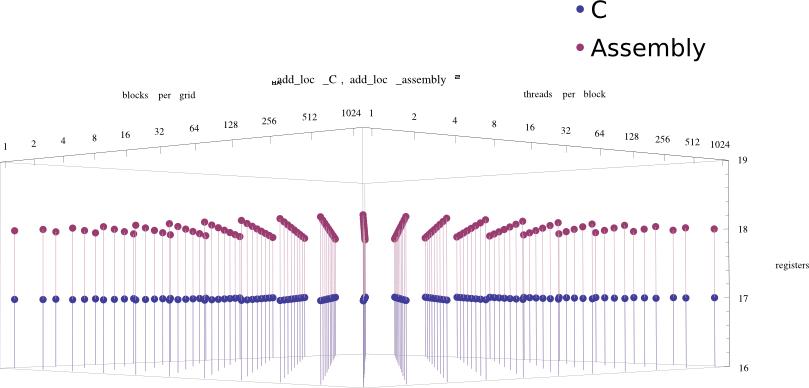 C
Assembly
add_loc _C , add_loc _assembly
blocks per grid
threads per block
1 2 4 8 16 32 64 128 256 512 1024
1 2 4 8 16 32 64 128 256 512 1024
19
18
registers
17
16